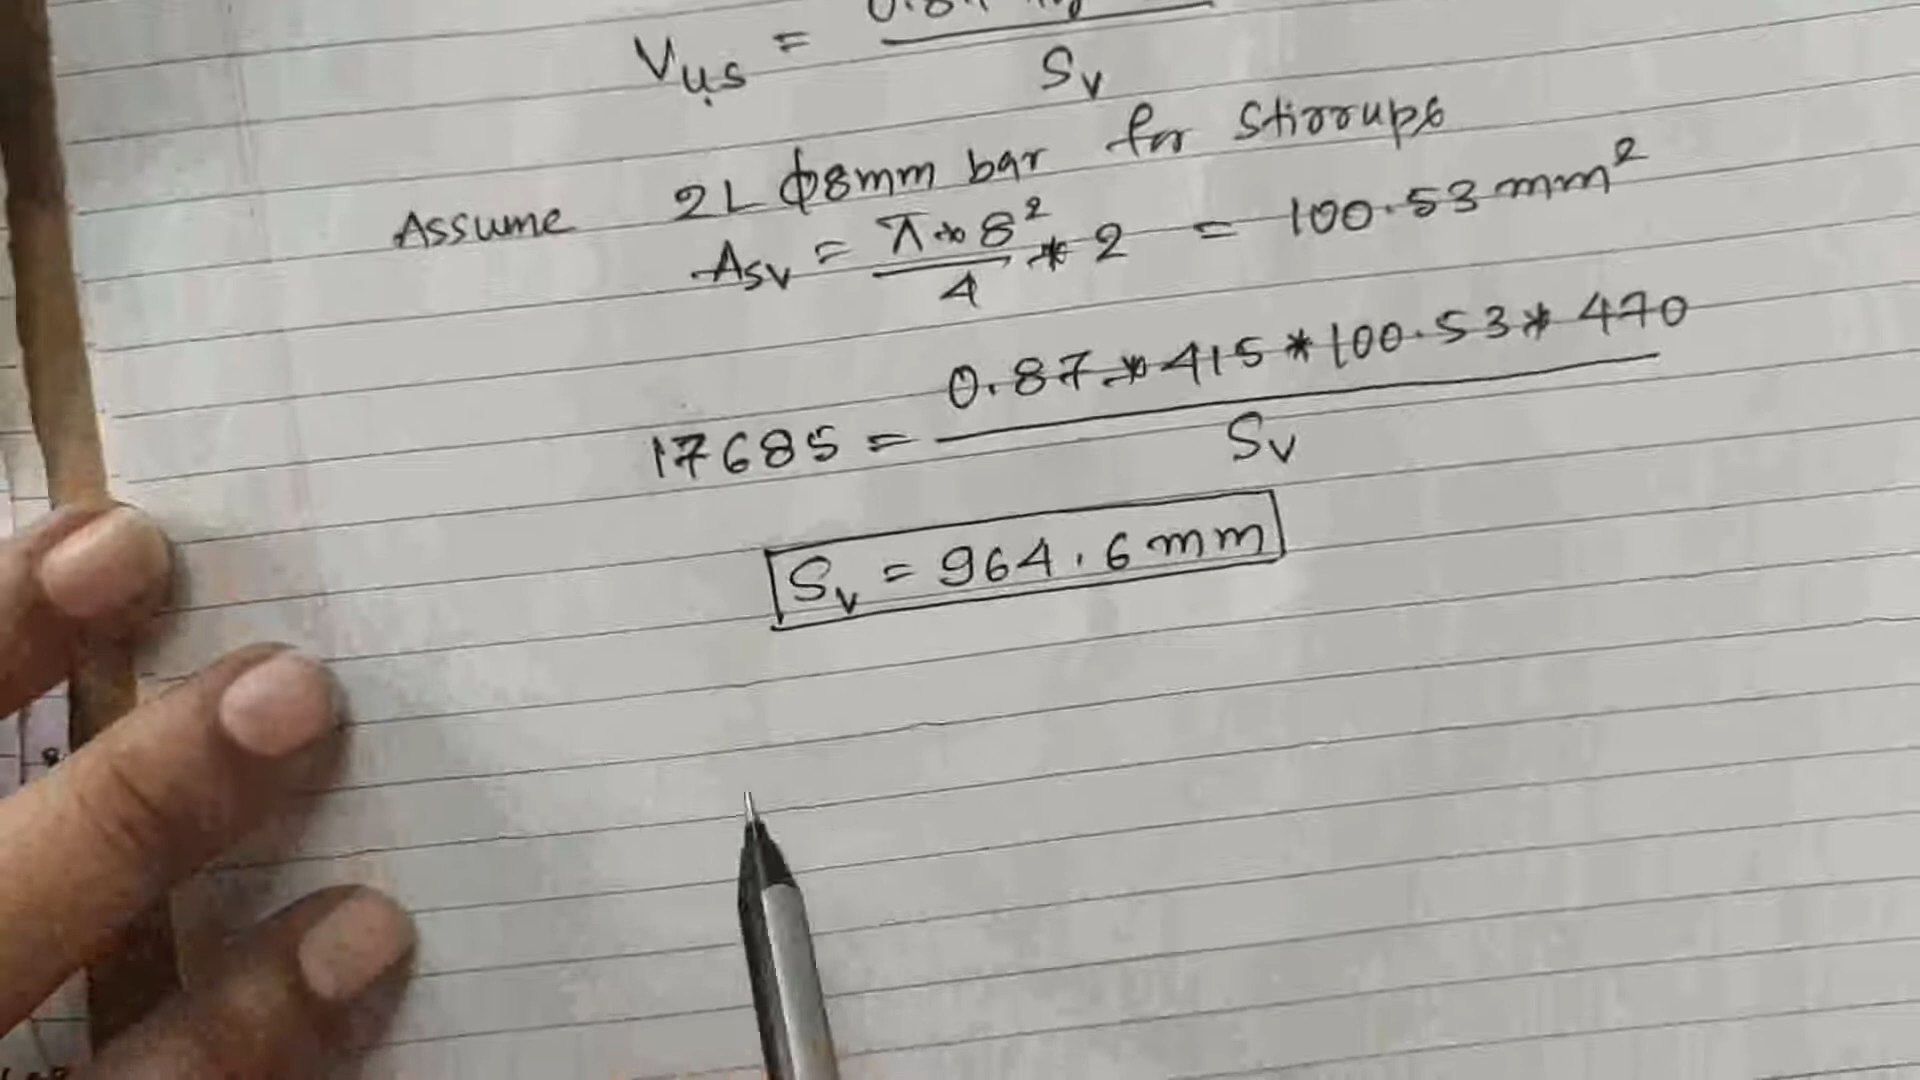 Vus = ――― / Sv
Assume 2L ϕ8mm bar for Stirrups
Asv = π * 8² / 4 * 2 = 100.53 mm²
17685 = 0.87 * 415 * 100.53 * 470 / Sv
Sv = 964.6 mm